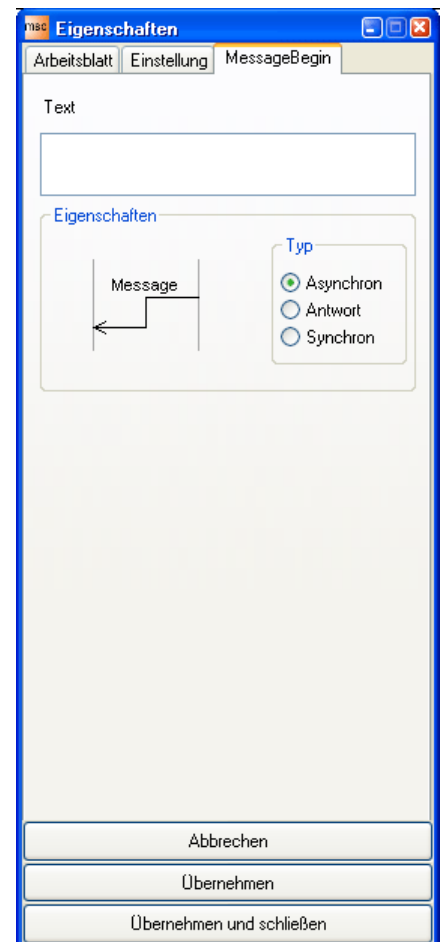 msc Eigenschaften
Arbeitsblatt Einstellung MessageBegin
Text
Eigenschaften
Typ
Message
Asynchron
Antwort
Synchron
Abbrechen
Übernehmen
Übernehmen und schließen